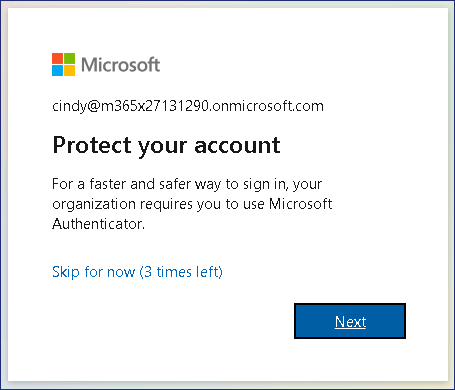 Microsoft
cindy@m365x27131290.onmicrosoft.com
Protect your account
For a faster and safer way to sign in, your
organization requires you to use Microsoft
Authenticator.
Skip for now (3 times left)
Next